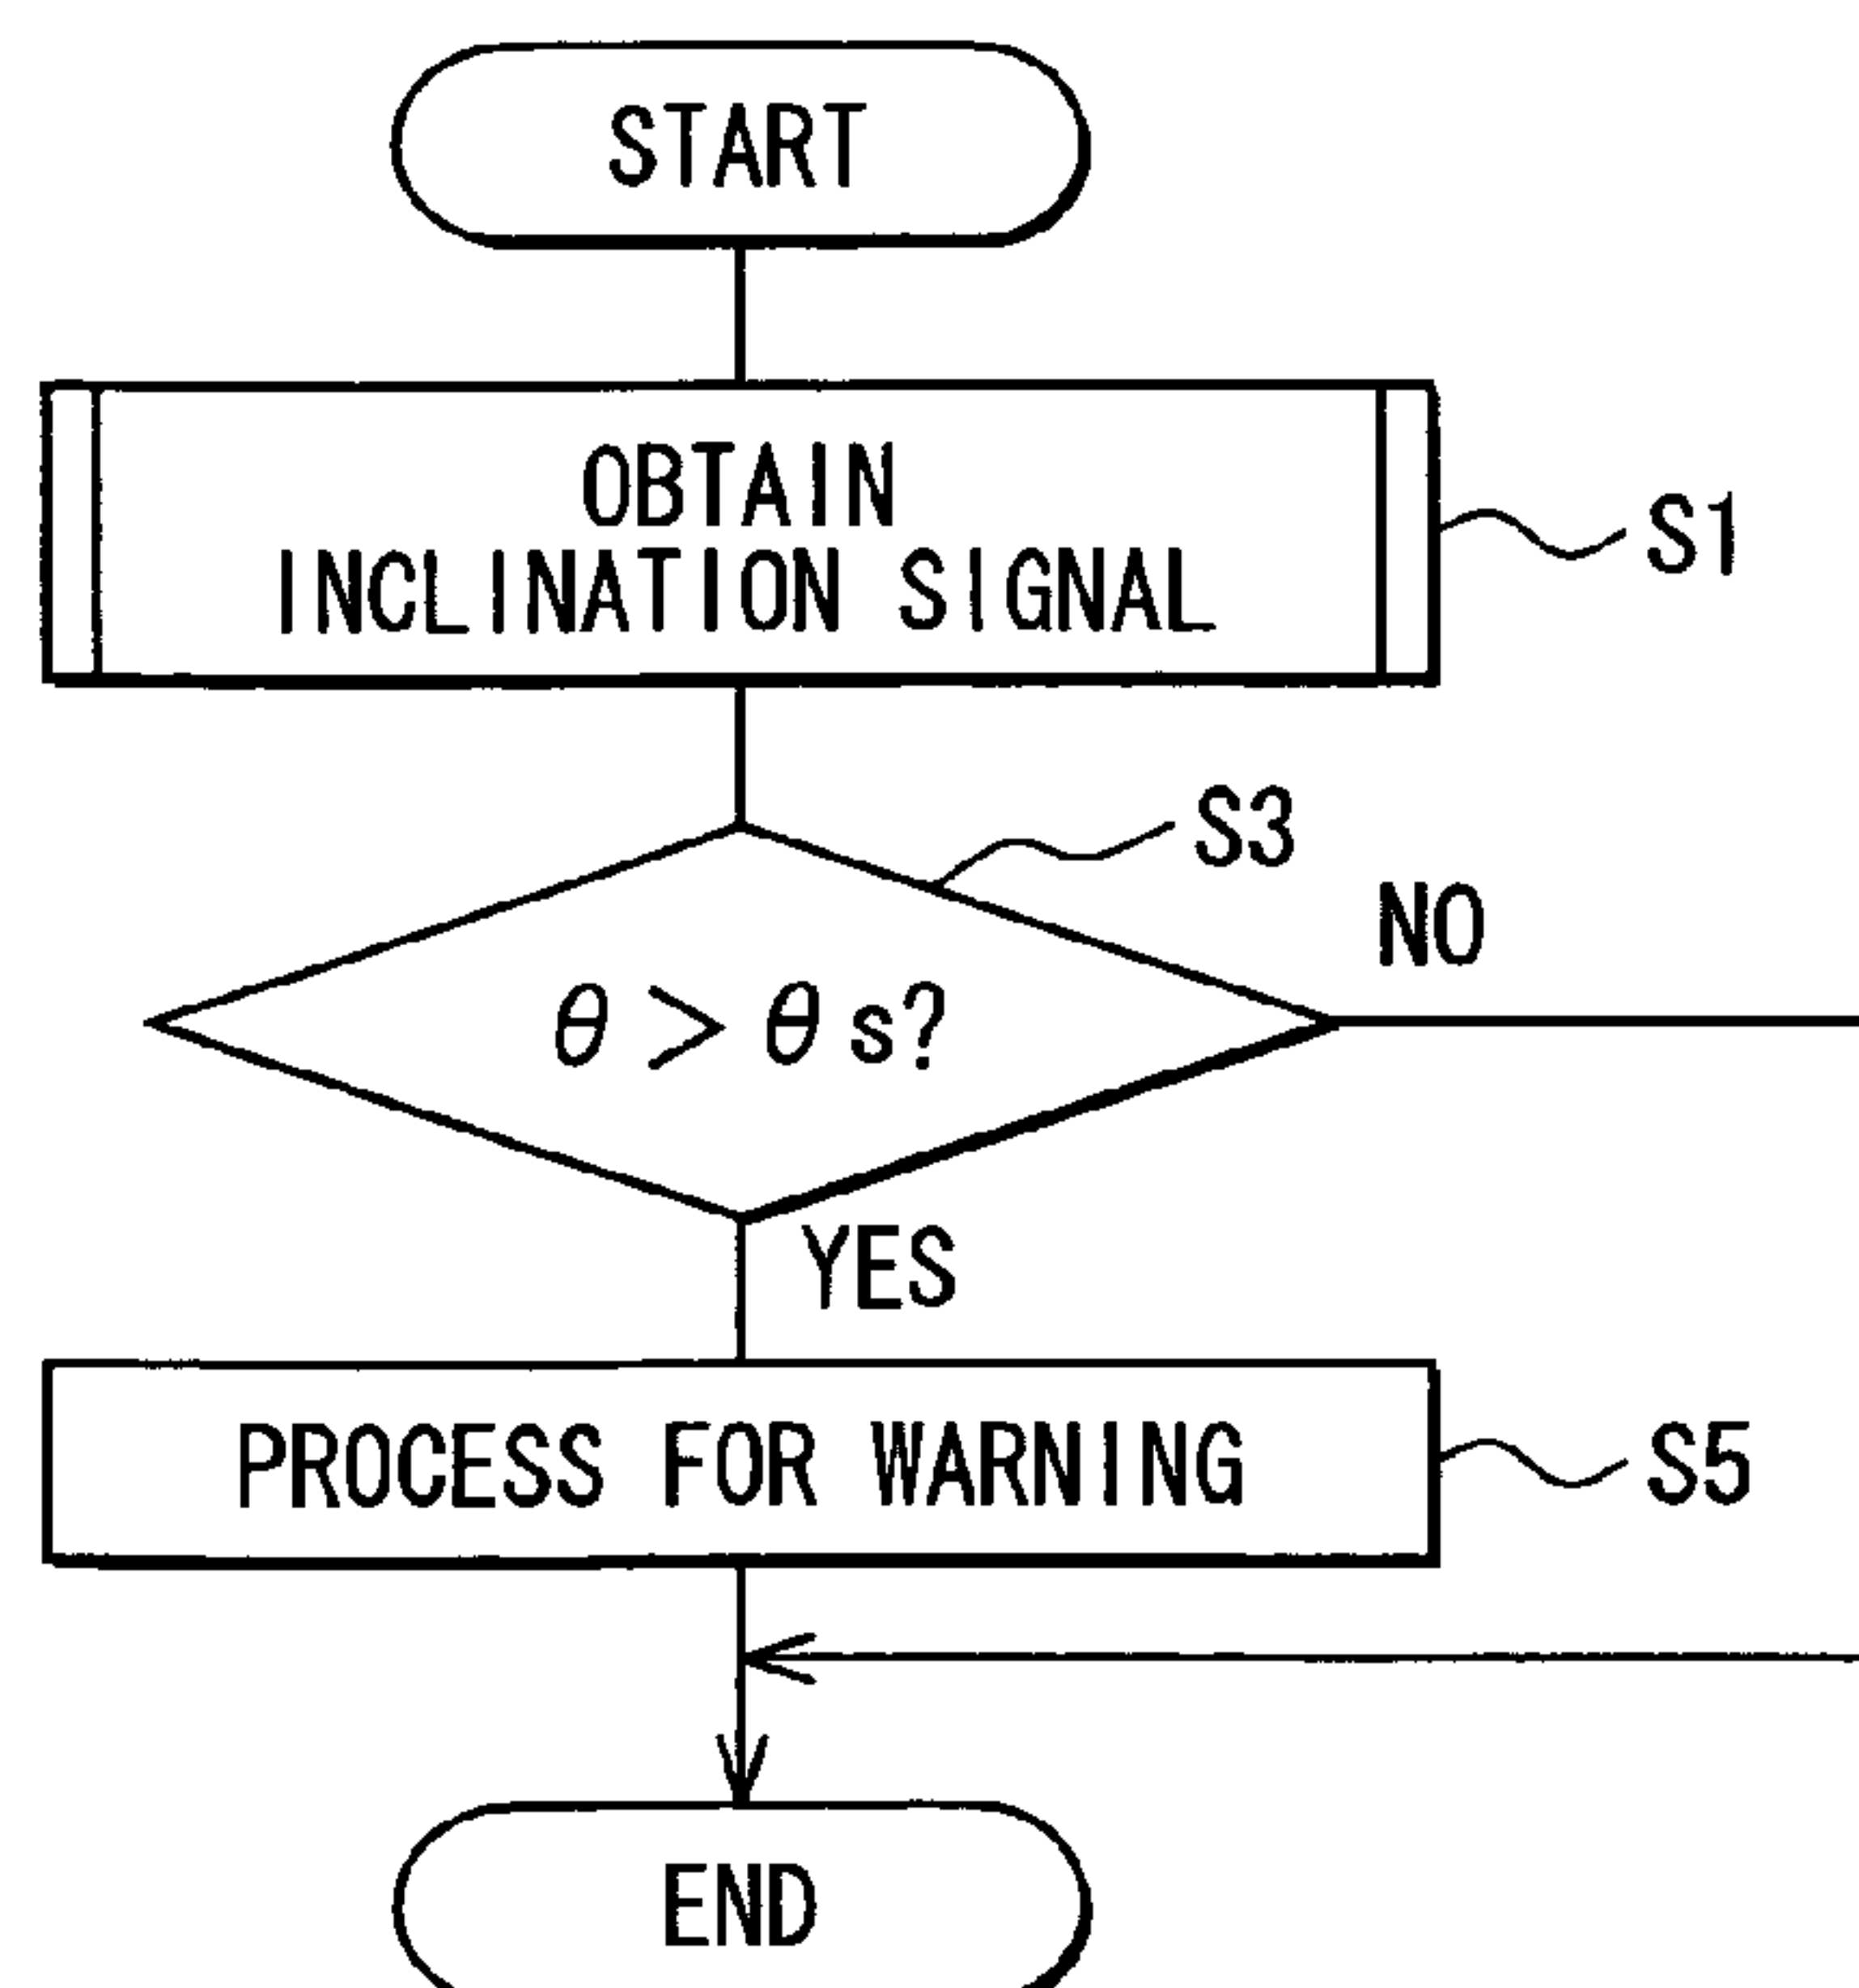 START
OBTAIN
INCLINATION SIGNAL
S1
S3
NO
θ > θs?
YES
PROCESS FOR WARNING
S5
END